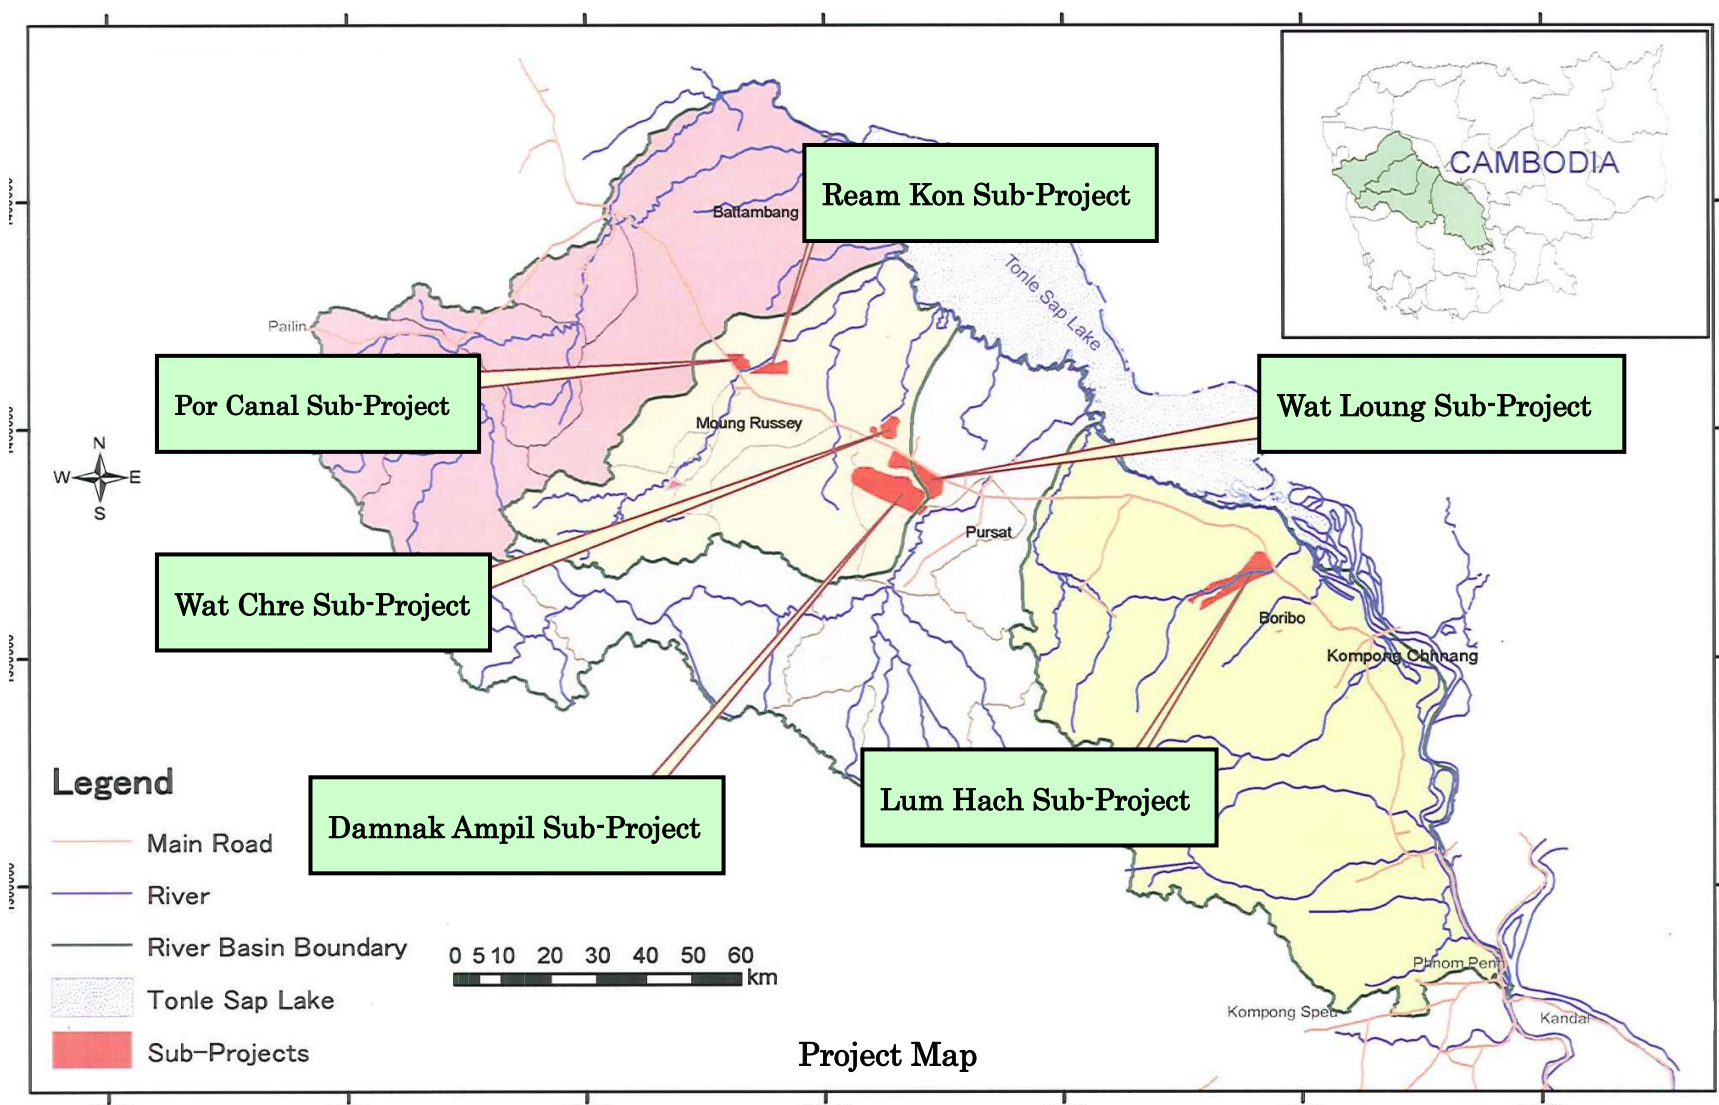 CAMBODIA
Ream Kon Sub-Project
Battambang
Tonle Sap Lake
Pailin
Por Canal Sub-Project
Wat Loung Sub-Project
Moung Russey
N
W
E
S
Pursat
Wat Chre Sub-Project
Boribo
Kompong Chhnang
Lum Hach Sub-Project
Damnak Ampil Sub-Project
Legend
Main Road
River
River Basin Boundary
Tonle Sap Lake
Sub-Projects
0 5 10 20 30 40 50 60
km
Phnom Penh
Kompong Speu
Kandal
Project Map